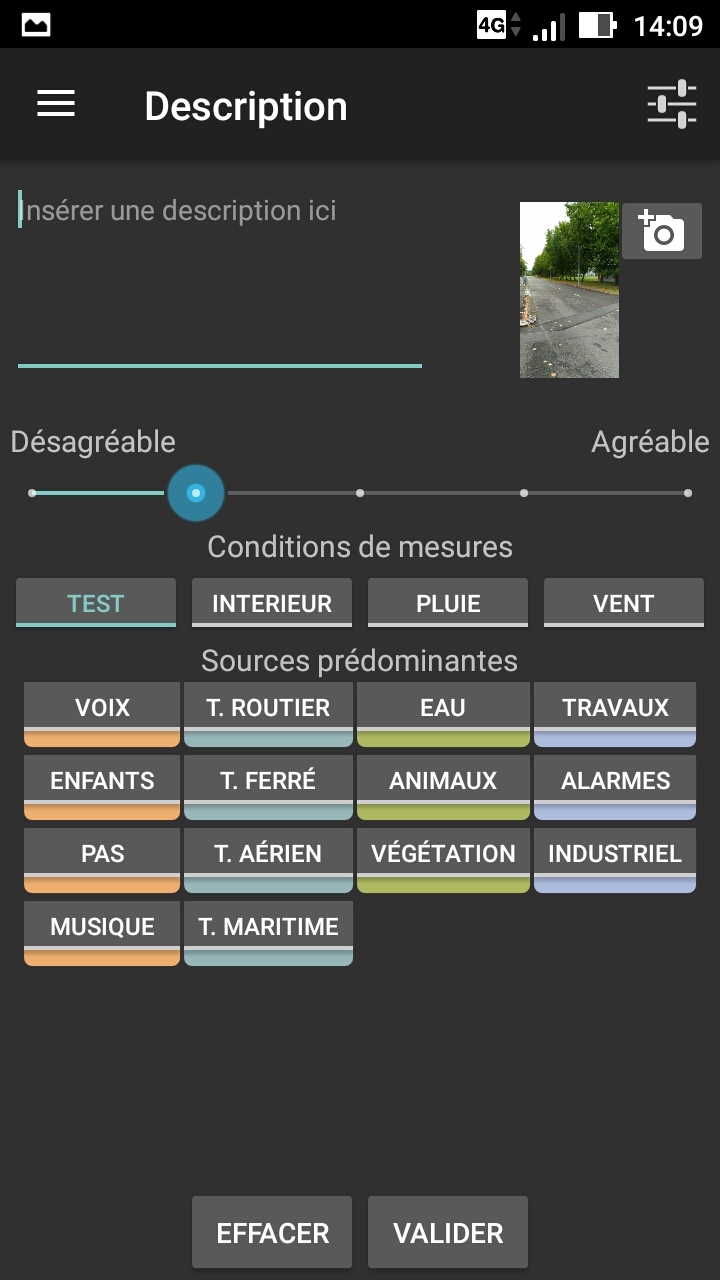 4G 14:09
Description
Insérer une description ici
Désagréable Agréable
Conditions de mesures
TEST INTERIEUR PLUIE VENT
Sources prédominantes
VOIX T. ROUTIER EAU TRAVAUX
ENFANTS T. FERRÉ ANIMAUX ALARMES
PAS T. AÉRIEN VÉGÉTATION INDUSTRIEL
MUSIQUE T. MARITIME
EFFACER VALIDER